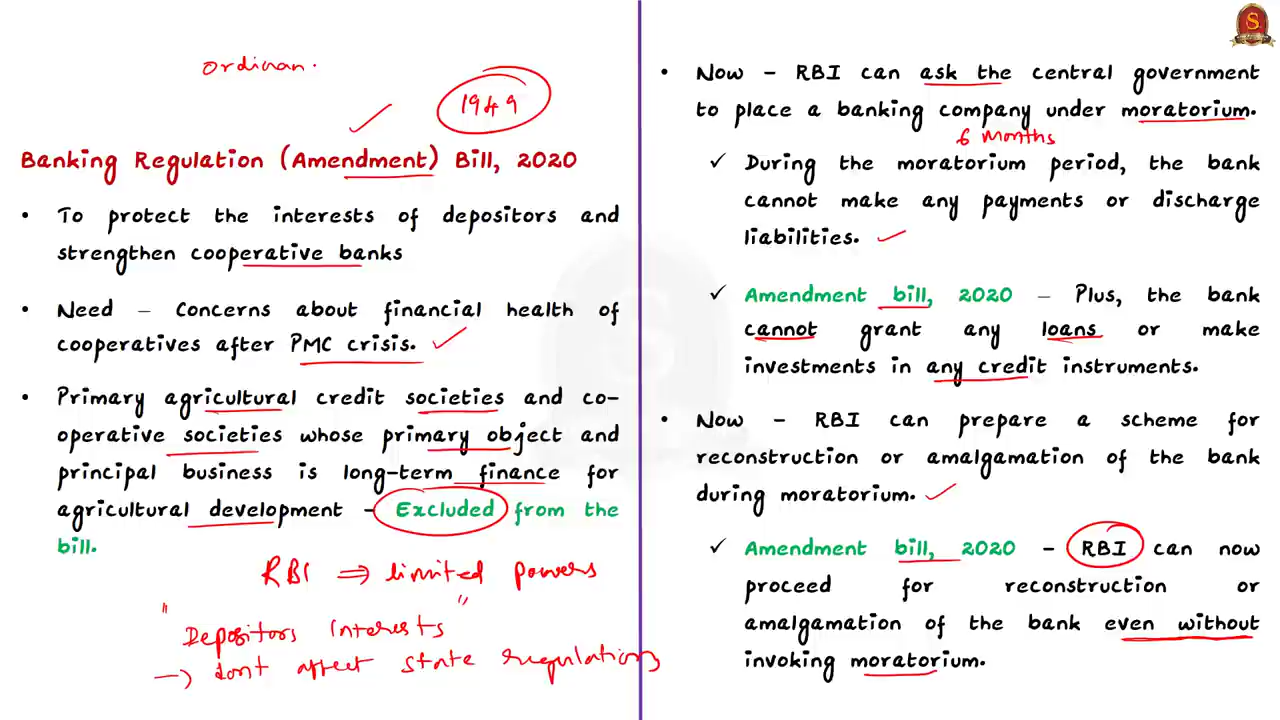 ordinan.
1949
Banking Regulation (Amendment) Bill, 2020
• To protect the interests of depositors and
strengthen cooperative banks
• Need – Concerns about financial health of
cooperatives after PMC crisis.
• Primary agricultural credit societies and co-
operative societies whose primary object and
principal business is long-term finance for
agricultural development - Excluded from the
bill.
RBI ⇒ limited powers
"Depositors interests"
→ dont affect state regulations
S
• Now – RBI can ask the central government
to place a banking company under moratorium.
6 months
✓ During the moratorium period, the bank
cannot make any payments or discharge
liabilities.
✓ Amendment bill, 2020 – Plus, the bank
cannot grant any loans or make
investments in any credit instruments.
• Now – RBI can prepare a scheme for
reconstruction or amalgamation of the bank
during moratorium.
✓ Amendment bill, 2020 – RBI can now
proceed for reconstruction or
amalgamation of the bank even without
invoking moratorium.